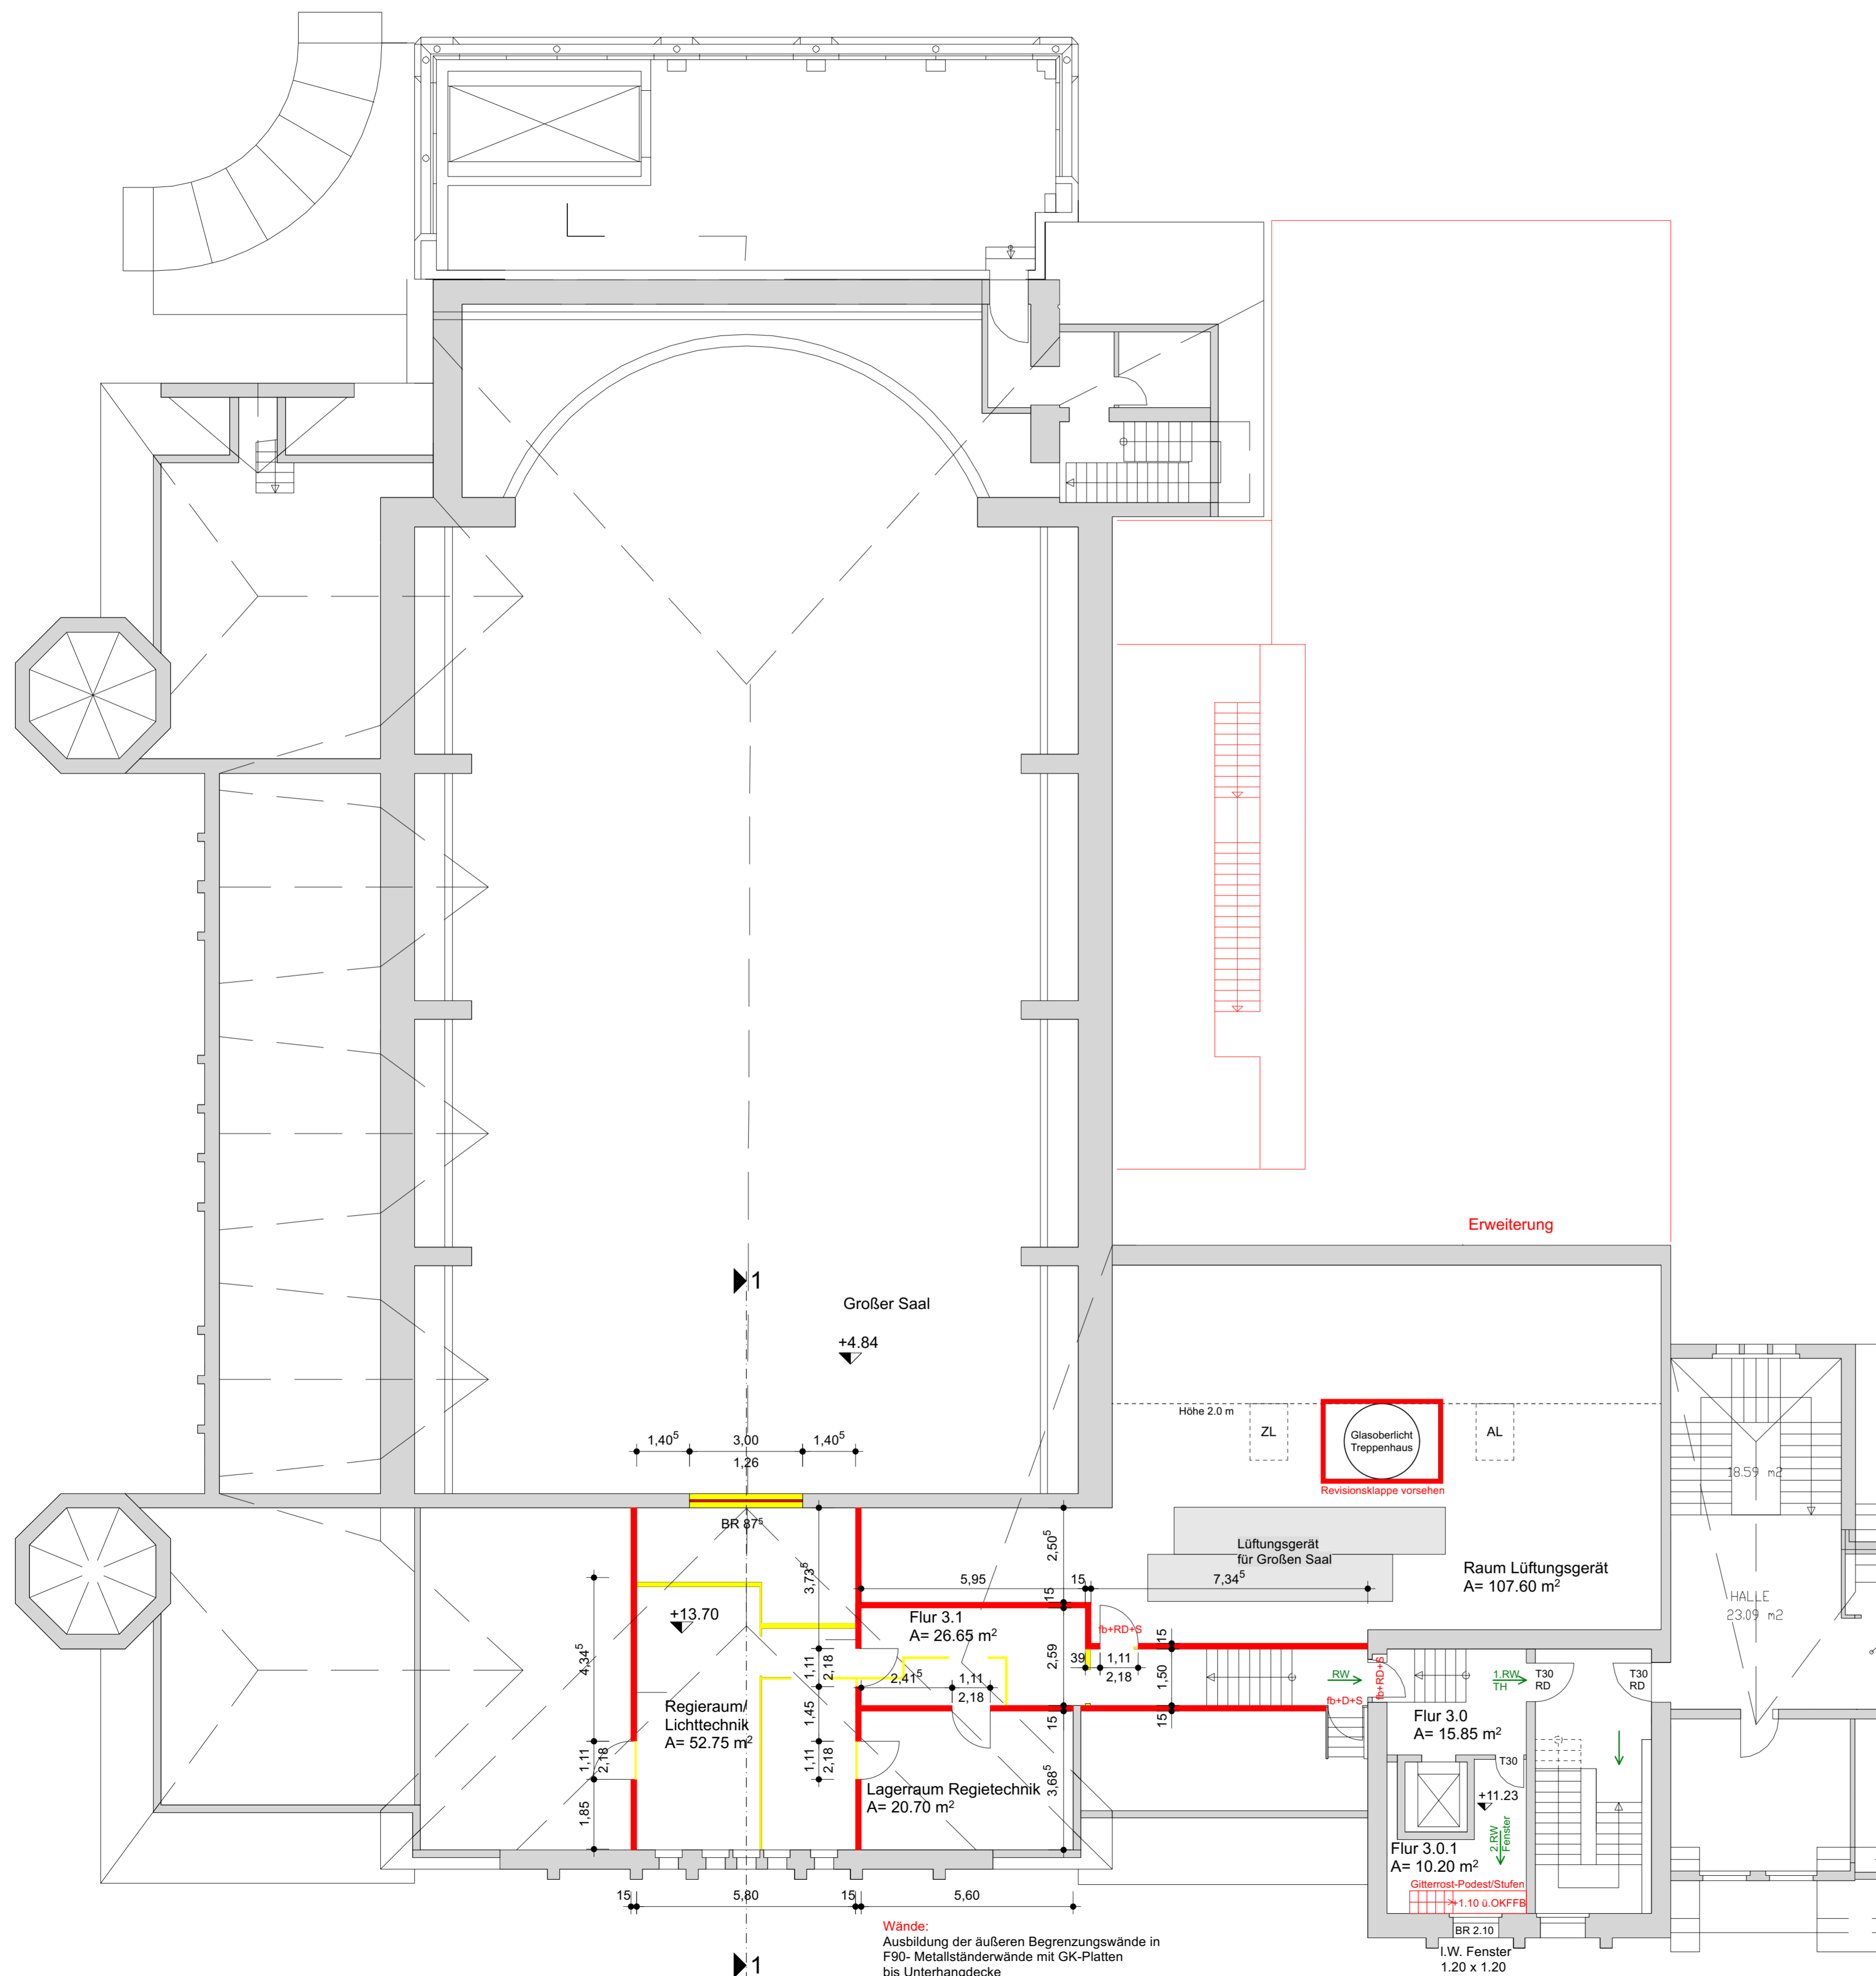 Erweiterung
1
Großer Saal
+4.84
Höhe 2.0 m
ZL
Glasoberlicht
Treppenhaus
AL
Revisionsklappe vorsehen
18.59 m2
1,40⁵
3,00
1,40⁵
1,26
BR 87⁵
Lüftungsgerät
für Großen Saal
Raum Lüftungsgerät
A= 107.60 m²
HALLE
23.09 m2
3,73⁵
2,50⁵
5,95
15
7,34⁵
15
+13.70
Flur 3.1
A= 26.65 m²
fb+RD+S
15
4,34⁵
1,11
2,18
2,41⁵
1,11
2,18
2,59
39
1,11
2,18
1,50
RW
fb+RD+S
fb+D+S
1.RW
TH
T30
RD
T30
RD
Regieraum/
Lichttechnik
A= 52.75 m²
1,45
15
15
Flur 3.0
A= 15.85 m²
1,11
2,18
1,11
2,18
T30
Lagerraum Regietechnik
A= 20.70 m²
3,68⁵
+11.23
1,85
2.RW
Fenster
Flur 3.0.1
A= 10.20 m²
Gitterrost-Podest/Stufen
+1.10 ü.OKFFB
15
5,80
15
5,60
BR 2.10
Wände:
Ausbildung der äußeren Begrenzungswände in
F90- Metallständerwände mit GK-Platten
bis Unterhangdecke
I.W. Fenster
1.20 x 1.20
1